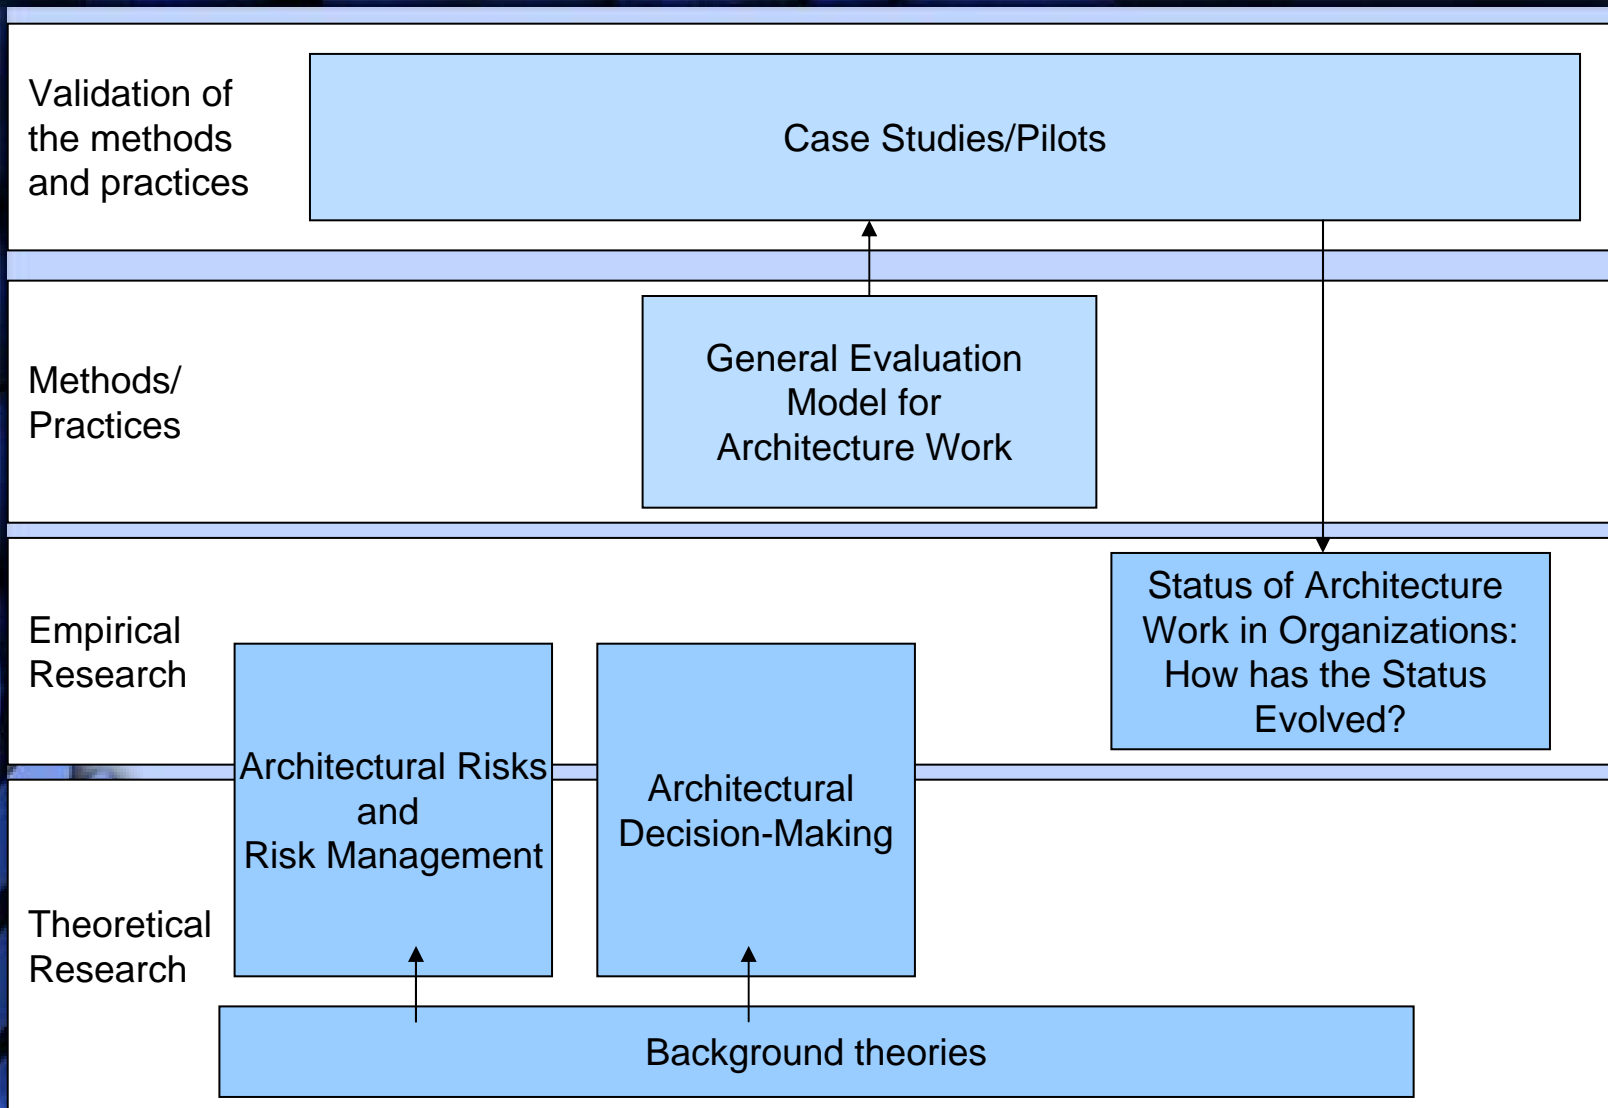 Validation of
the methods
and practices
Case Studies/Pilots
Methods/
Practices
General Evaluation
Model for
Architecture Work
Empirical
Research
Status of Architecture
Work in Organizations:
How has the Status
Evolved?
Architectural Risks
and
Risk Management
Architectural
Decision-Making
Theoretical
Research
Background theories